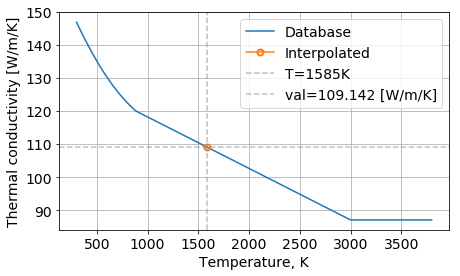 150
140
130
120
110
100
90
Thermal conductivity [W/m/K]
Database
Interpolated
T=1585K
val=109.142 [W/m/K]
500 1000 1500 2000 2500 3000 3500
Temperature, K